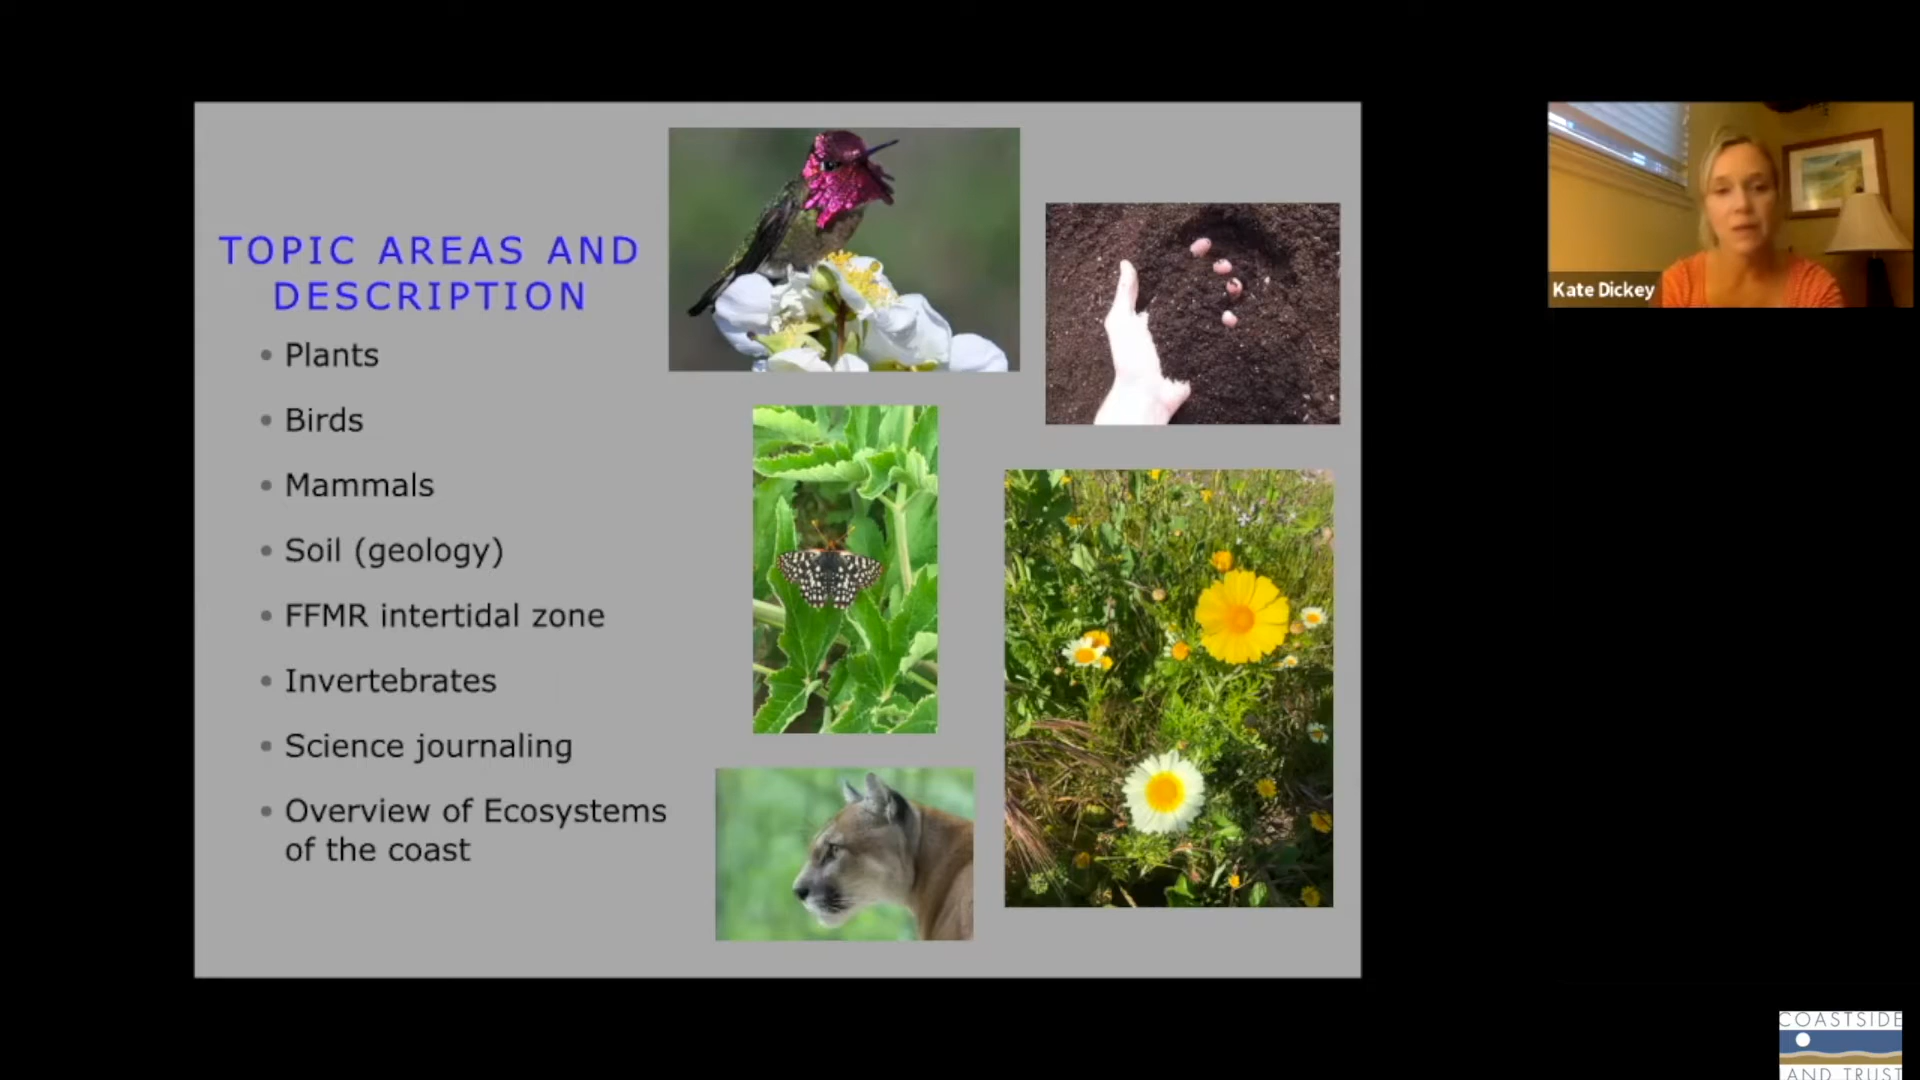 TOPIC AREAS AND
DESCRIPTION
Plants
Birds
Mammals
Soil (geology)
FFMR intertidal zone
Invertebrates
Science journaling
Overview of Ecosystems
of the coast
Kate Dickey
COASTSIDE
LAND TRUST